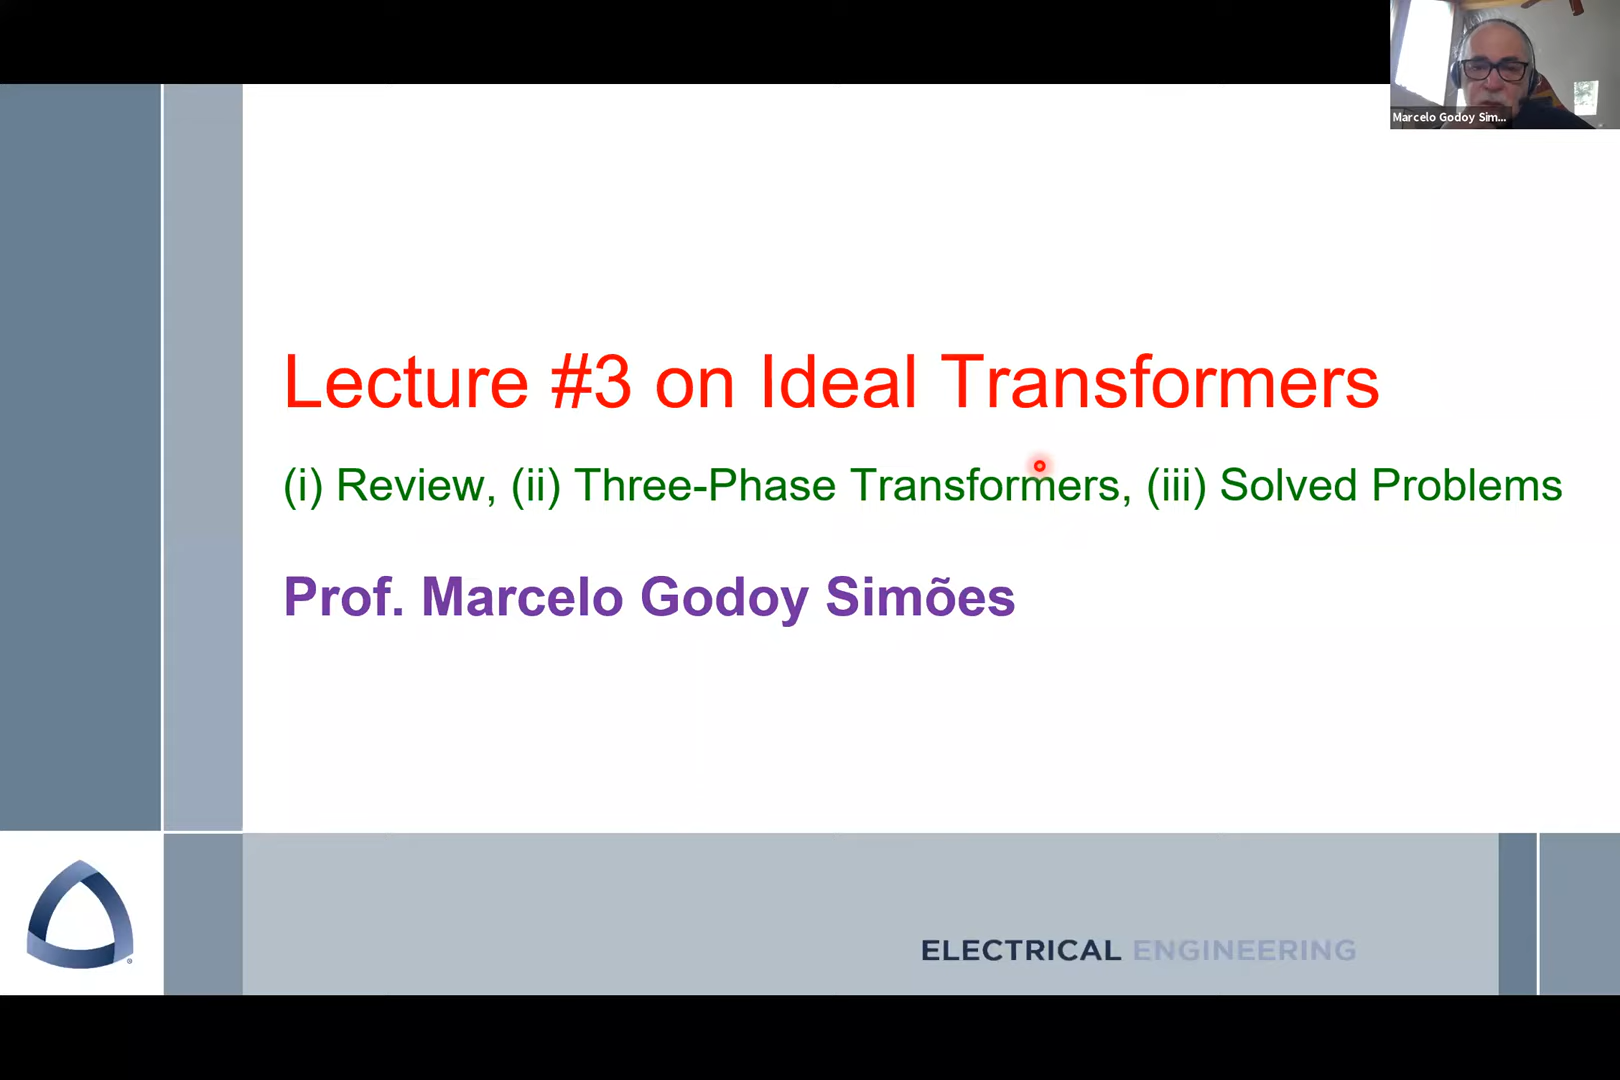 Marcelo Godoy Sim...
Lecture #3 on Ideal Transformers
(i) Review, (ii) Three-Phase Transformers, (iii) Solved Problems
Prof. Marcelo Godoy Simões
ELECTRICAL ENGINEERING
®